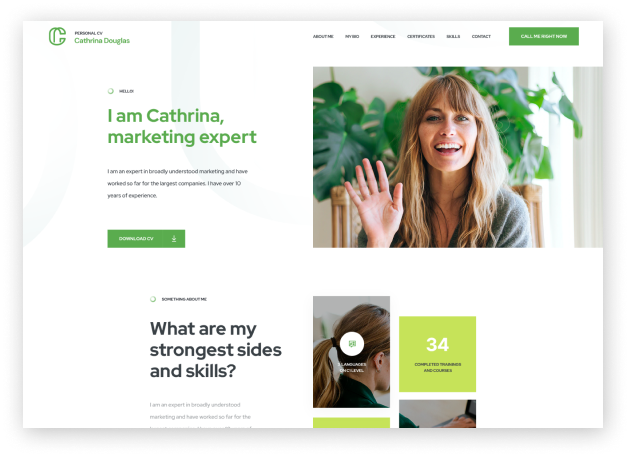 PERSONAL CV
Cathrina Douglas
ABOUT ME
MY BIO
EXPERIENCE
CERTIFICATES
SKILLS
CONTACT
CALL ME RIGHT NOW
HELLO!
I am Cathrina,
marketing expert
I am an expert in broadly understood marketing and have
worked so far for the largest companies. I have over 10
years of experience.
DOWNLOAD CV
SOMETHING ABOUT ME
What are my
strongest sides
and skills?
I am an expert in broadly understood
marketing and have worked so far for the
LANGUAGES
ON C1 LEVEL
34
COMPLETED TRAININGS
AND COURSES